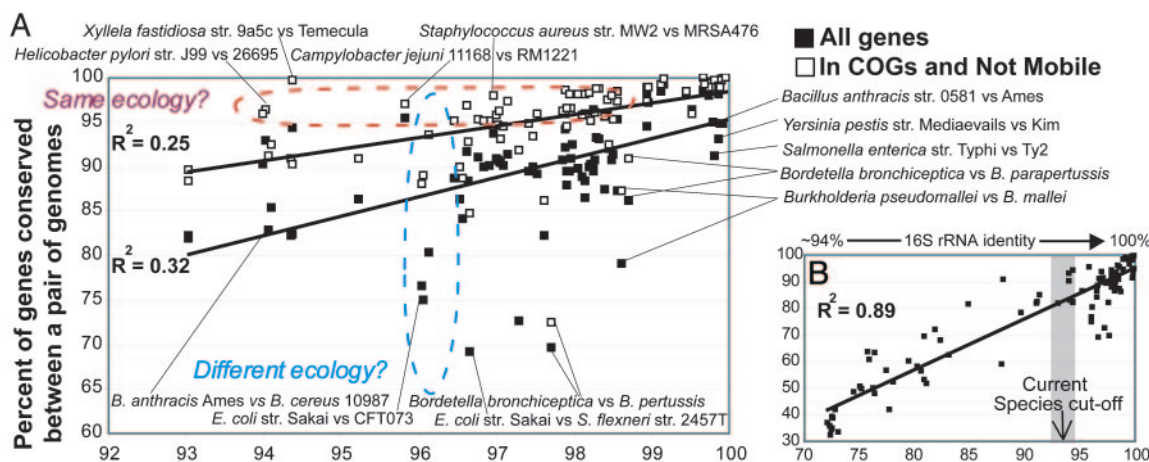 A
Xyllela fastidiosa str. 9a5c vs Temecula
Staphylococcus aureus str. MW2 vs MRSA476
Helicobacter pylori str. J99 vs 26695
Campylobacter jejuni 11168 vs RM1221
All genes
In COGs and Not Mobile
Percent of genes conserved
between a pair of genomes
100
95
90
85
80
75
70
65
60
Same ecology?
R² = 0.25
R² = 0.32
Different ecology?
B. anthracis Ames vs B. cereus 10987
E. coli str. Sakai vs CFT073
Bordetella bronchiceptica vs B. pertussis
E. coli str. Sakai vs S. flexneri str. 2457T
92
93
94
95
96
97
98
99
100
Bacillus anthracis str. 0581 vs Ames
Yersinia pestis str. Mediaevails vs Kim
Salmonella enterica str. Typhi vs Ty2
Bordetella bronchiceptica vs B. parapertussis
Burkholderia pseudomallei vs B. mallei
~94% 16S rRNA identity 100%
B
100
90
80
70
60
50
40
30
R² = 0.89
Current
Species cut-off
70
75
80
85
90
95
100